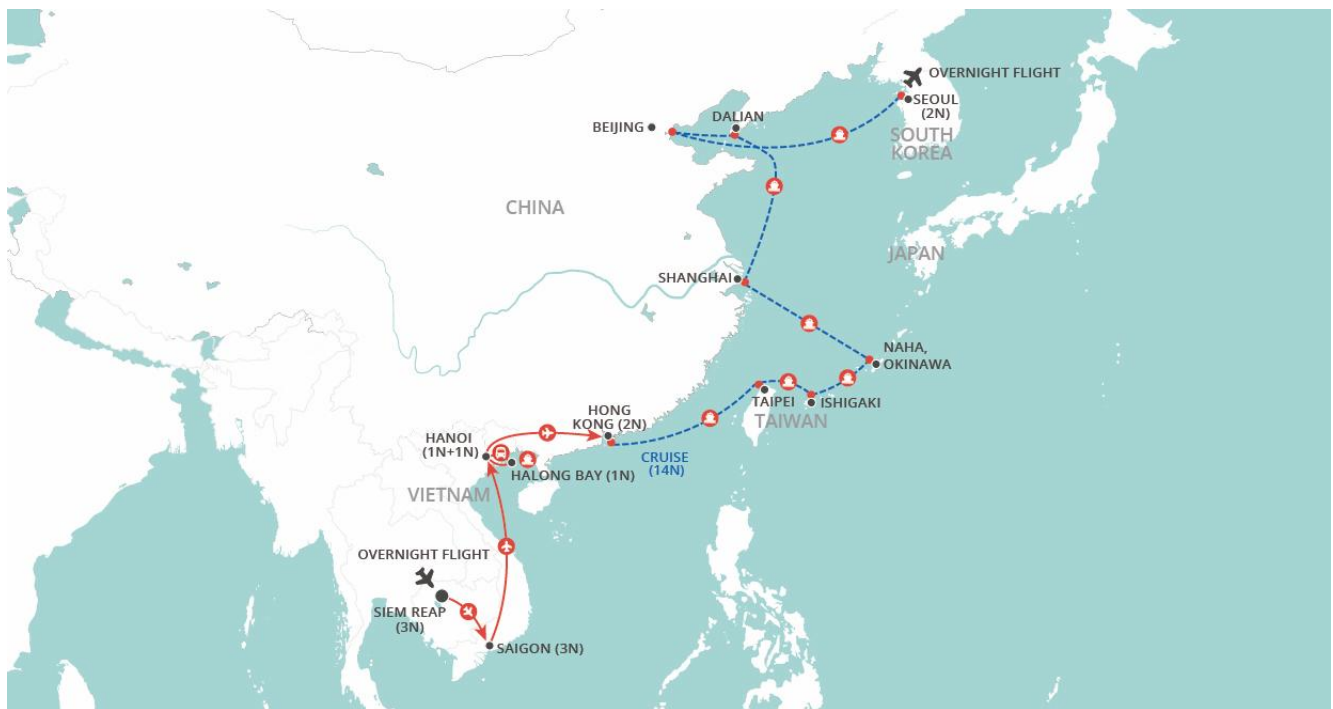 OVERNIGHT FLIGHT
SEOUL
(2N)
DALIAN
BEIJING
SOUTH
KOREA
CHINA
JAPAN
SHANGHAI
NAHA,
OKINAWA
TAIPEI
ISHIGAKI
TAIWAN
HONG
KONG (2N)
HANOI
(1N+1N)
CRUISE
(14N)
HALONG BAY (1N)
VIETNAM
OVERNIGHT FLIGHT
SIEM REAP
(3N)
SAIGON (3N)